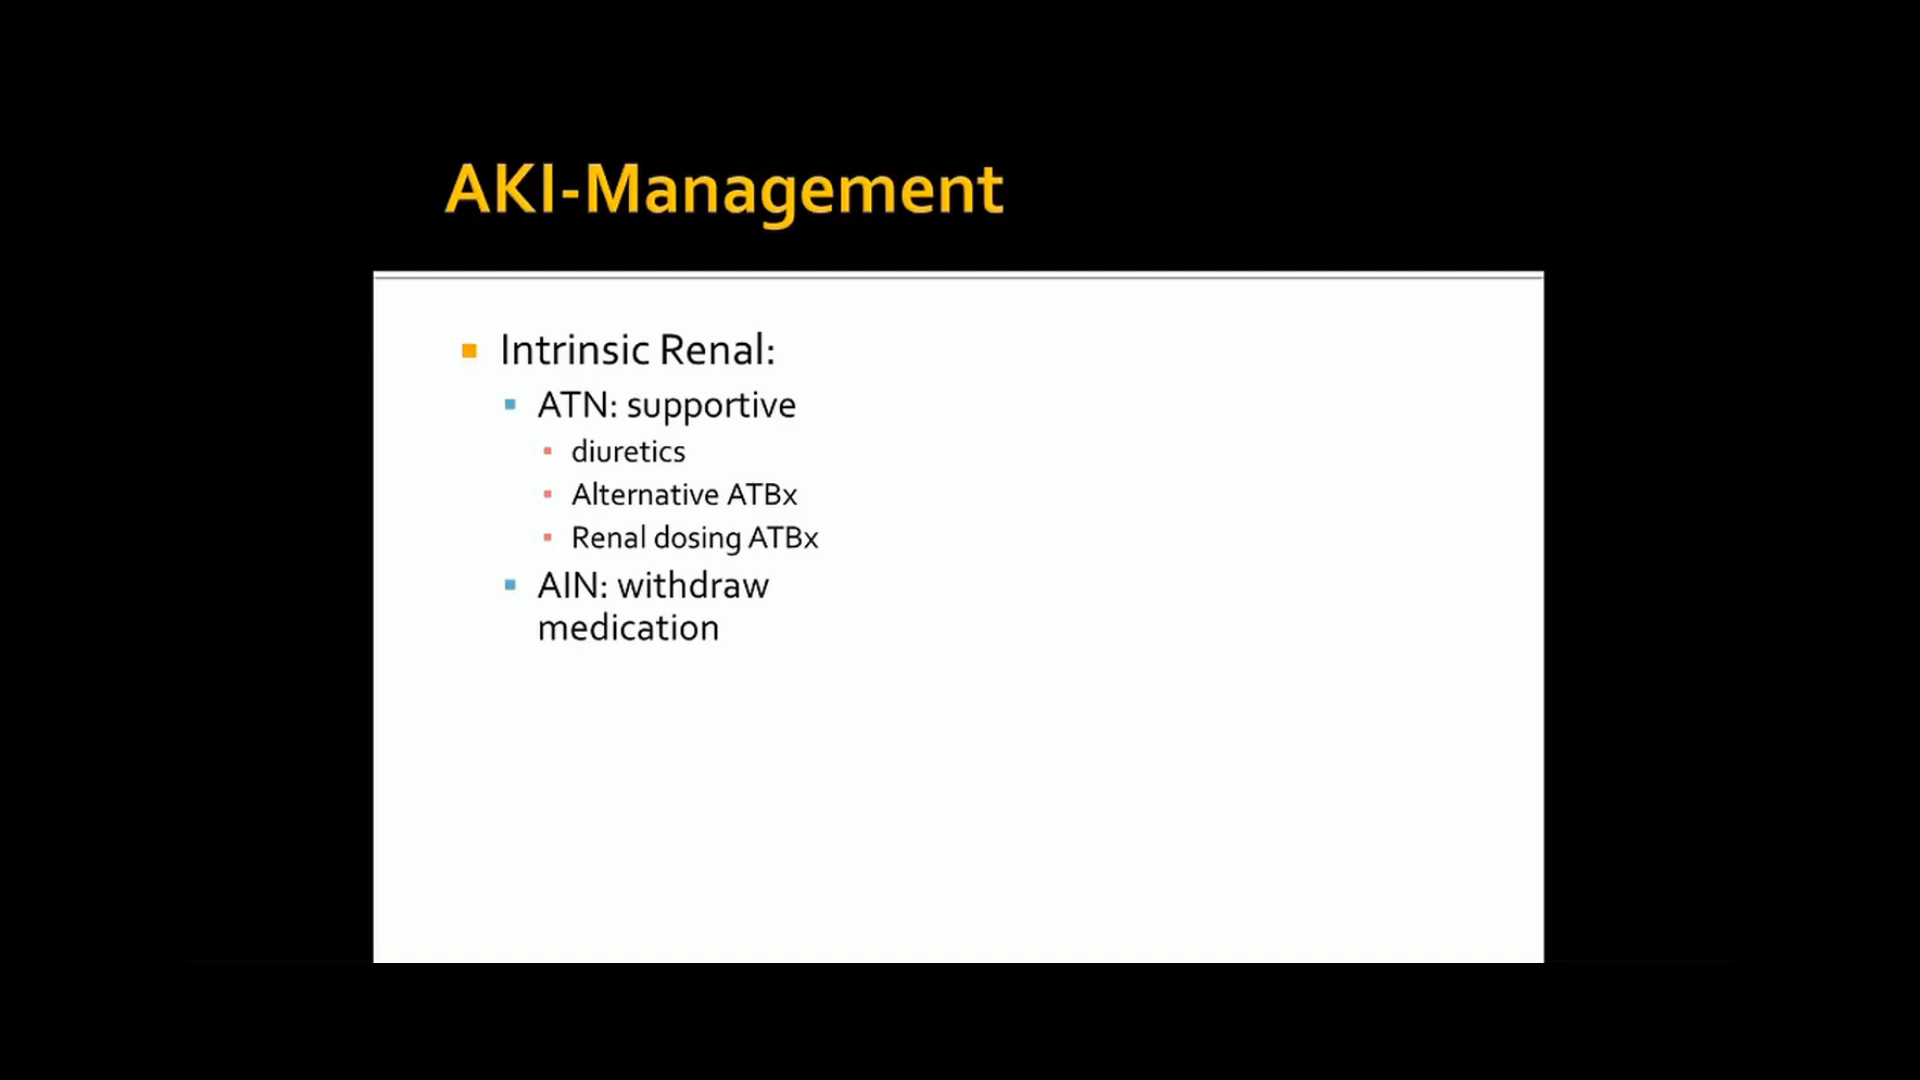 AKI-Management
Intrinsic Renal:
ATN: supportive
diuretics
Alternative ATBx
Renal dosing ATBx
AIN: withdraw
medication